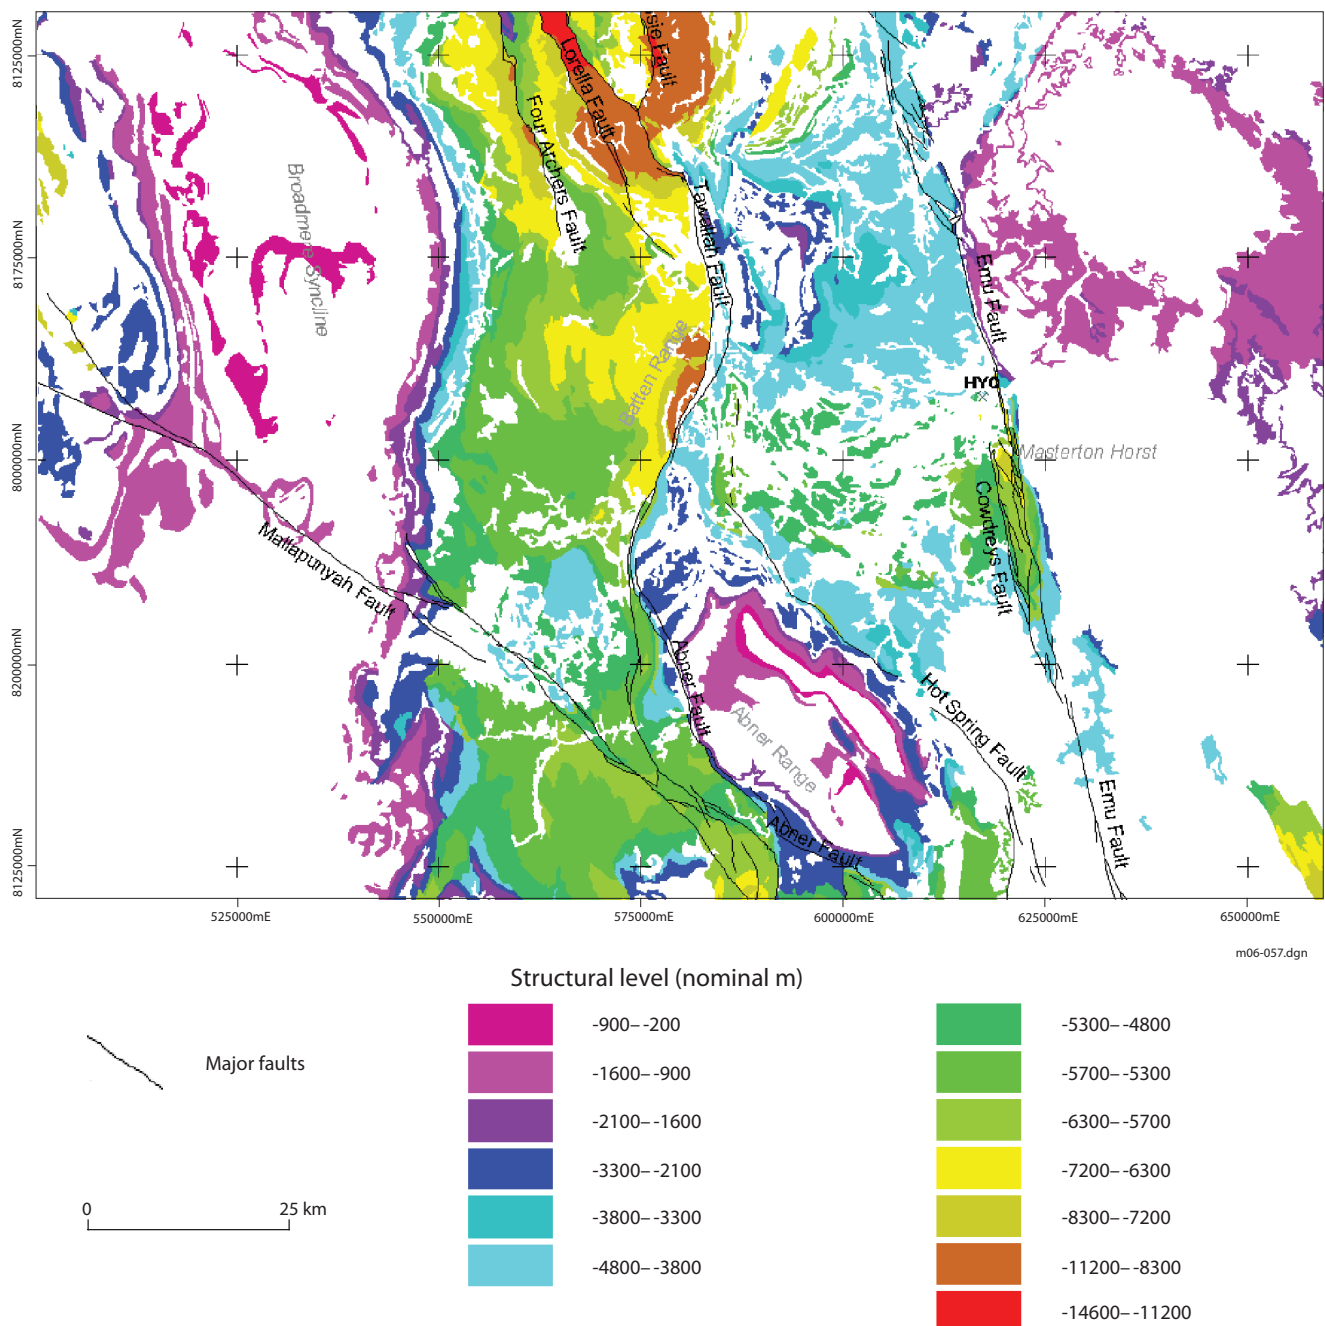 8125000mN
8175000mN
8000000mN
8200000mN
8125000mN
sie Fault
Lorella Fault
Four Archers Fault
Broadmere Syncline
Tawallah Fault
Emu Fault
Batten Range
HYC
Masterton Horst
Cowdreys Fault
Mallapunyah Fault
Abner Fault
Hot Spring Fault
Abner Range
Emu Fault
Abner Fault
525000mE
550000mE
575000mE
600000mE
625000mE
650000mE
m06-057.dgn
Structural level (nominal m)
Major faults
0 25 km
-900– -200
-1600– -900
-2100– -1600
-3300– -2100
-3800– -3300
-4800– -3800
-5300– -4800
-5700– -5300
-6300– -5700
-7200– -6300
-8300– -7200
-11200– -8300
-14600– -11200